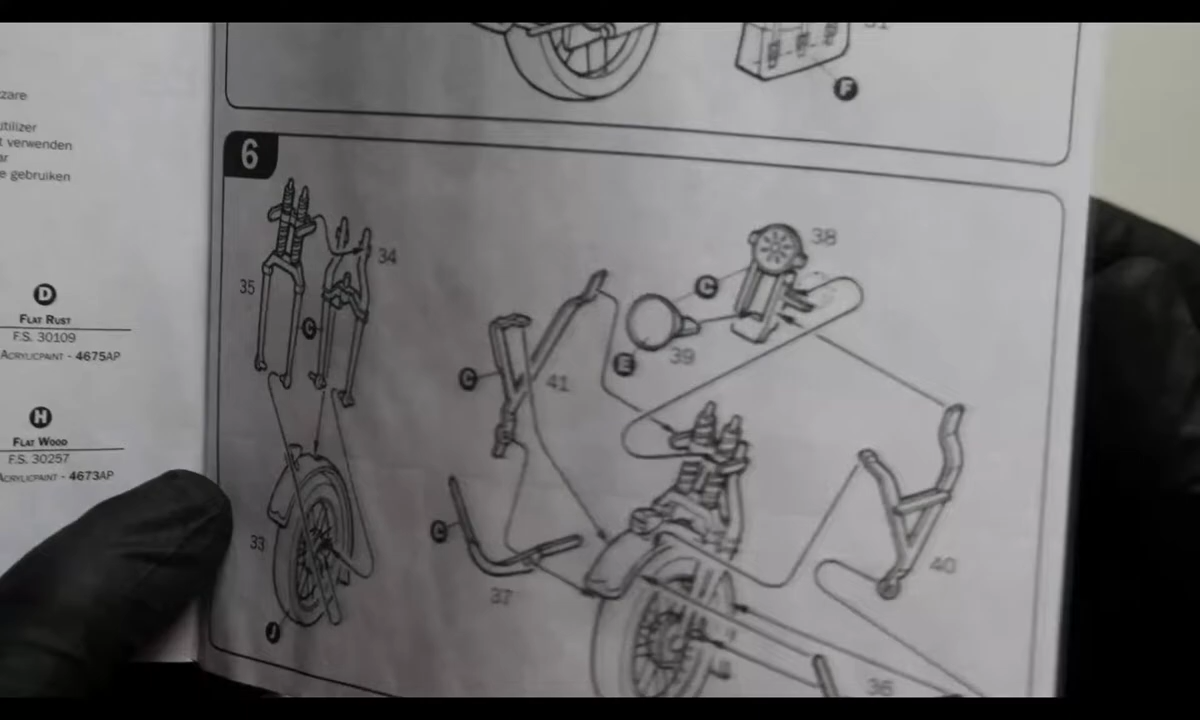 zare
utilizer
t verwenden
ar
e gebruiken
D
FLAT RUST
F.S. 30109
ACRYLICPAINT - 4675AP
H
FLAT WOOD
F.S. 30257
ACRYLICPAINT - 4673AP
F
6
34
35
C
33
J
38
C
39
E
C
41
C
37
40
36